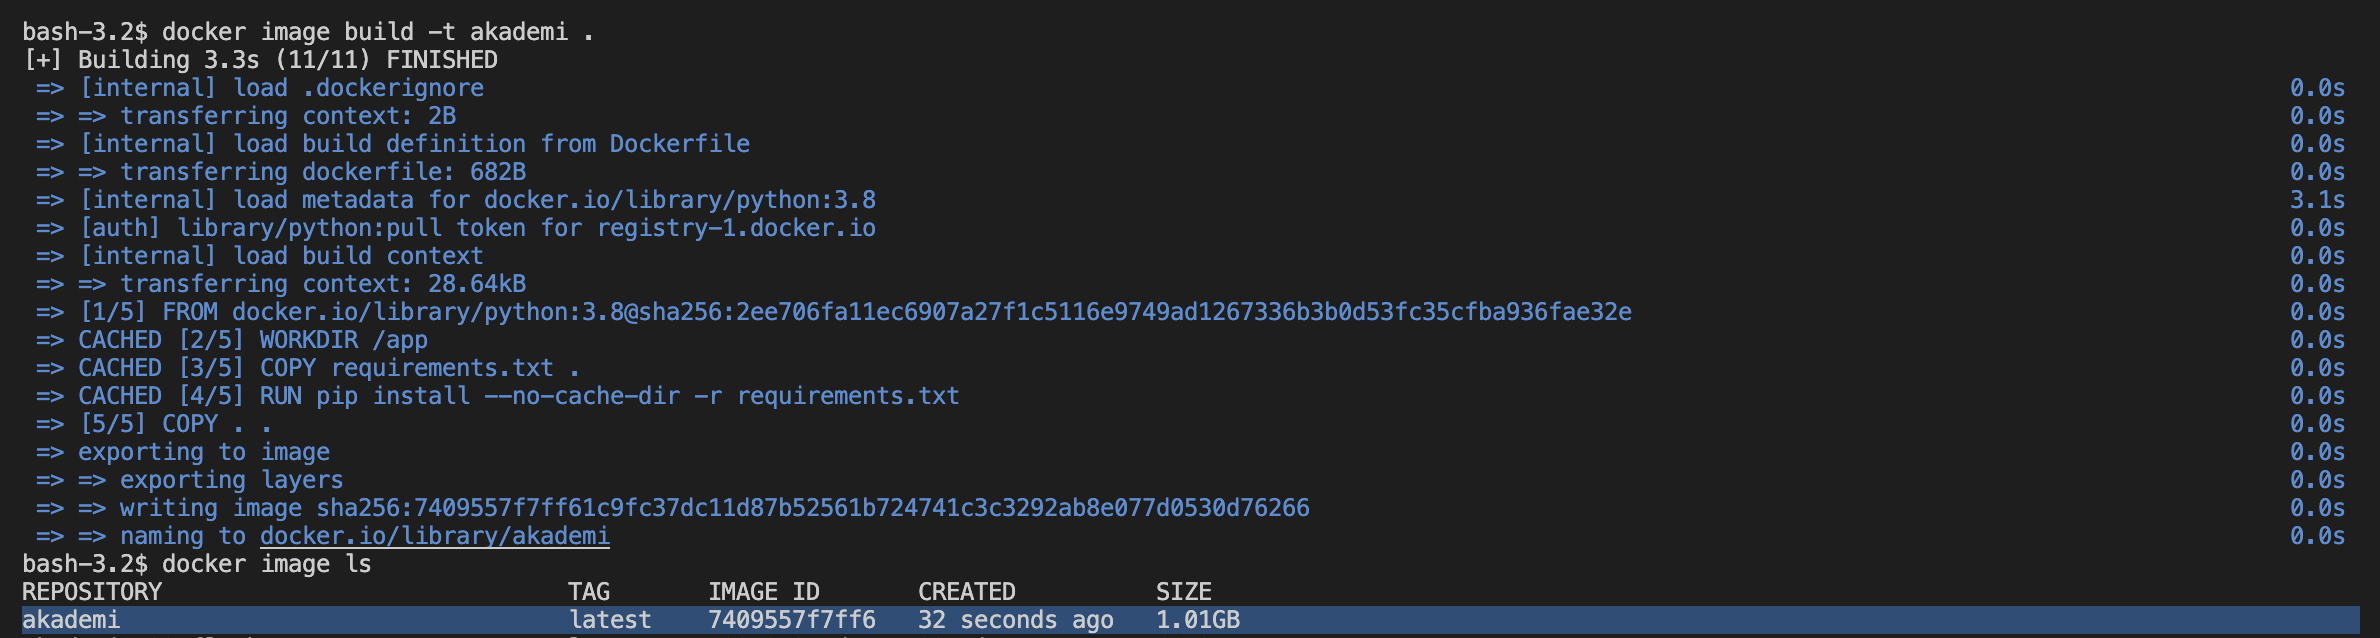 bash-3.2$ docker image build -t akademi .
[+] Building 3.3s (11/11) FINISHED
=> [internal] load .dockerignore 0.0s
=> => transferring context: 2B 0.0s
=> [internal] load build definition from Dockerfile 0.0s
=> => transferring dockerfile: 682B 0.0s
=> [internal] load metadata for docker.io/library/python:3.8 3.1s
=> [auth] library/python:pull token for registry-1.docker.io 0.0s
=> [internal] load build context 0.0s
=> => transferring context: 28.64kB 0.0s
=> [1/5] FROM docker.io/library/python:3.8@sha256:2ee706fa11ec6907a27f1c5116e9749ad1267336b3b0d53fc35cfba936fae32e 0.0s
=> CACHED [2/5] WORKDIR /app 0.0s
=> CACHED [3/5] COPY requirements.txt . 0.0s
=> CACHED [4/5] RUN pip install --no-cache-dir -r requirements.txt 0.0s
=> [5/5] COPY . . 0.0s
=> exporting to image 0.0s
=> => exporting layers 0.0s
=> => writing image sha256:7409557f7ff61c9fc37dc11d87b52561b724741c3c3292ab8e077d0530d76266 0.0s
=> => naming to docker.io/library/akademi 0.0s
bash-3.2$ docker image ls
REPOSITORY TAG IMAGE ID CREATED SIZE
akademi latest 7409557f7ff6 32 seconds ago 1.01GB